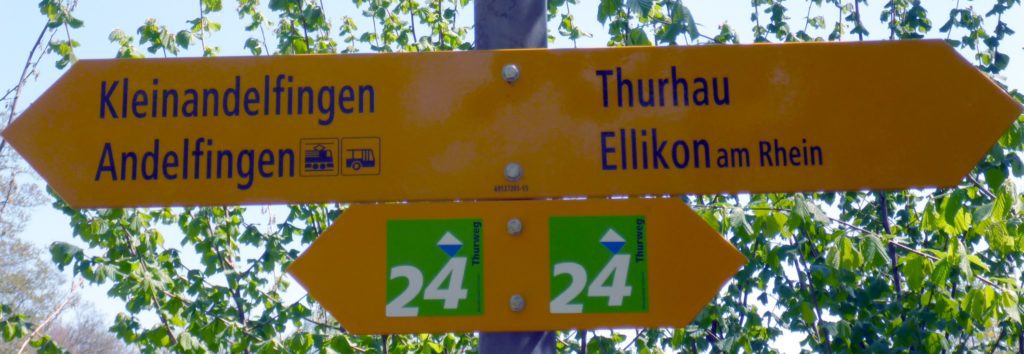 Kleinandelfingen
Andelfingen
Thurhau
Ellikon am Rhein
24 Thurweg
24 Thurweg